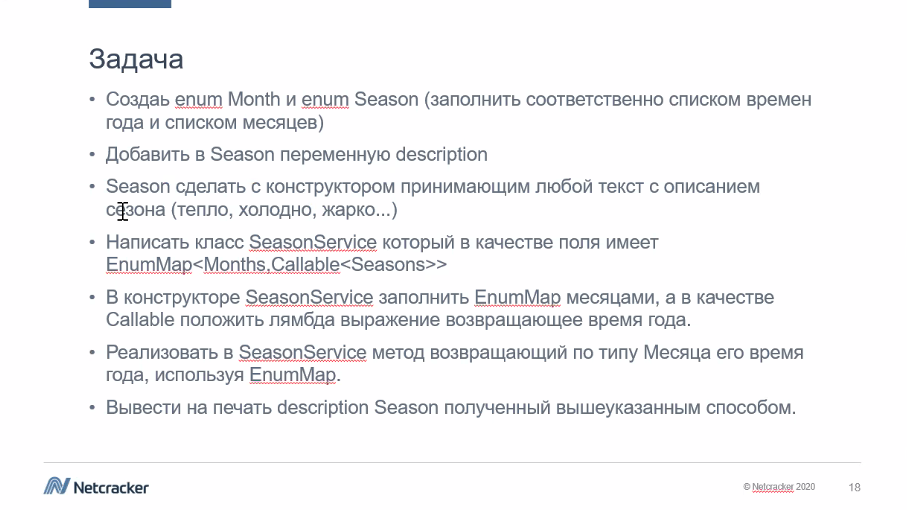 Задача
• Создаь enum Month и enum Season (заполнить соответственно списком времен
года и списком месяцев)
• Добавить в Season переменную description
• Season сделать с конструктором принимающим любой текст с описанием
сезона (тепло, холодно, жарко...)
• Написать класс SeasonService который в качестве поля имеет
EnumMap<Months,Callable<Seasons>>
• В конструкторе SeasonService заполнить EnumMap месяцами, а в качестве
Callable положить лямбда выражение возвращающее время года.
• Реализовать в SeasonService метод возвращающий по типу Месяца его время
года, используя EnumMap.
• Вывести на печать description Season полученный вышеуказанным способом.
Netcracker
© Netcracker 2020
18